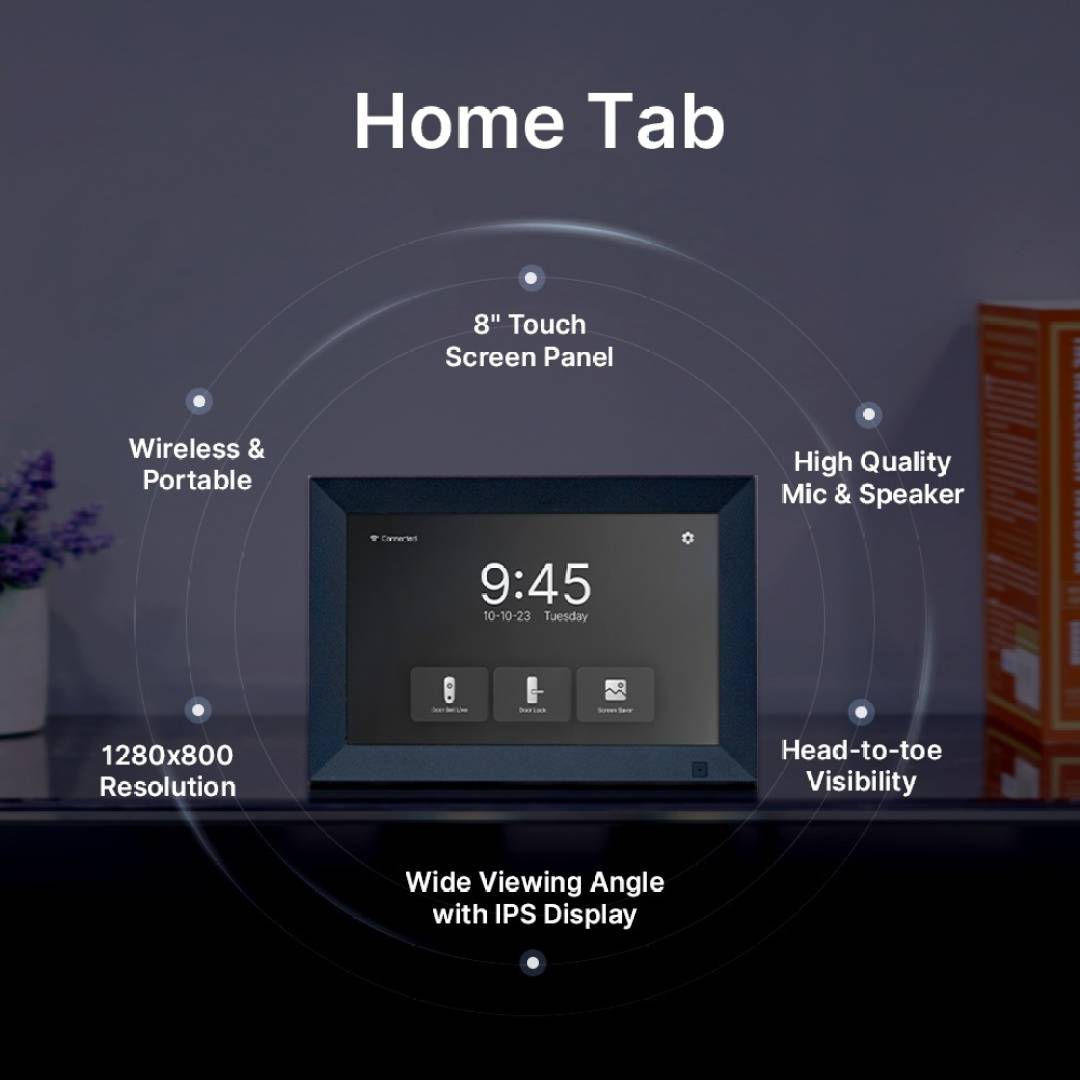 Home Tab
8" Touch
Screen Panel
Wireless &
Portable
High Quality
Mic & Speaker
Connected
9:45
10-10-23 Tuesday
Door Bell Live
Door Lock
Screen Saver
1280x800
Resolution
Head-to-toe
Visibility
Wide Viewing Angle
with IPS Display